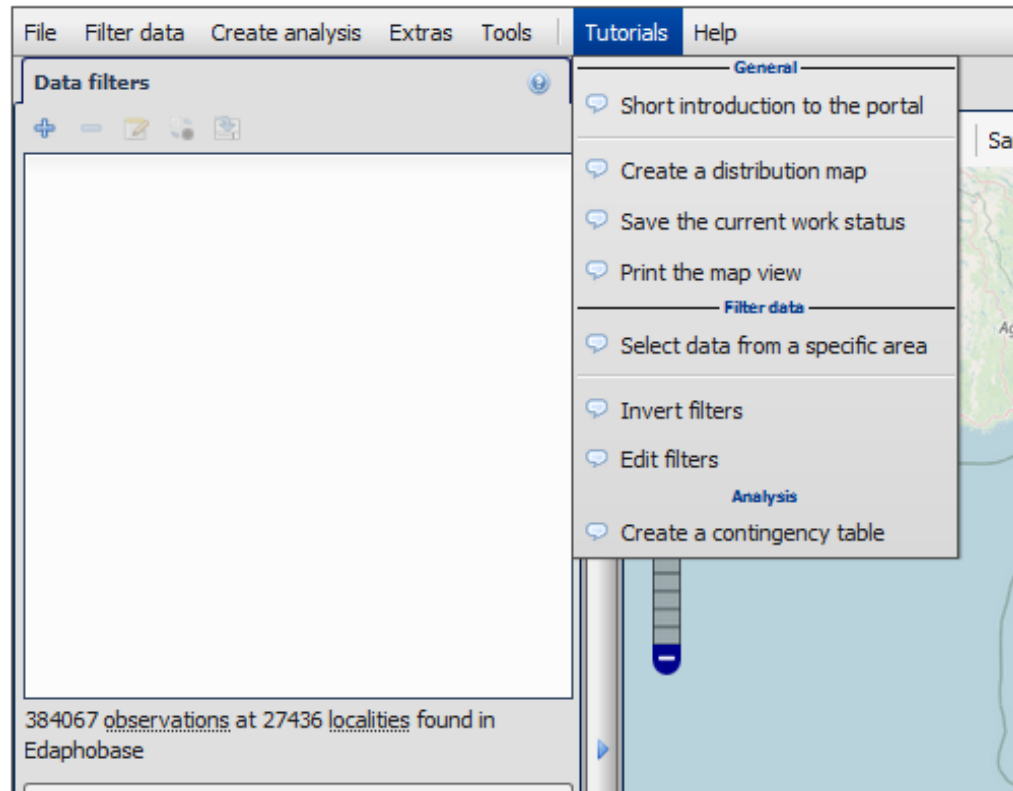 File Filter data Create analysis Extras Tools Tutorials Help
Data filters
General
Short introduction to the portal
Create a distribution map
Save the current work status
Print the map view
Filter data
Select data from a specific area
Invert filters
Edit filters
Analysis
Create a contingency table
384067 observations at 27436 localities found in
Edaphobase